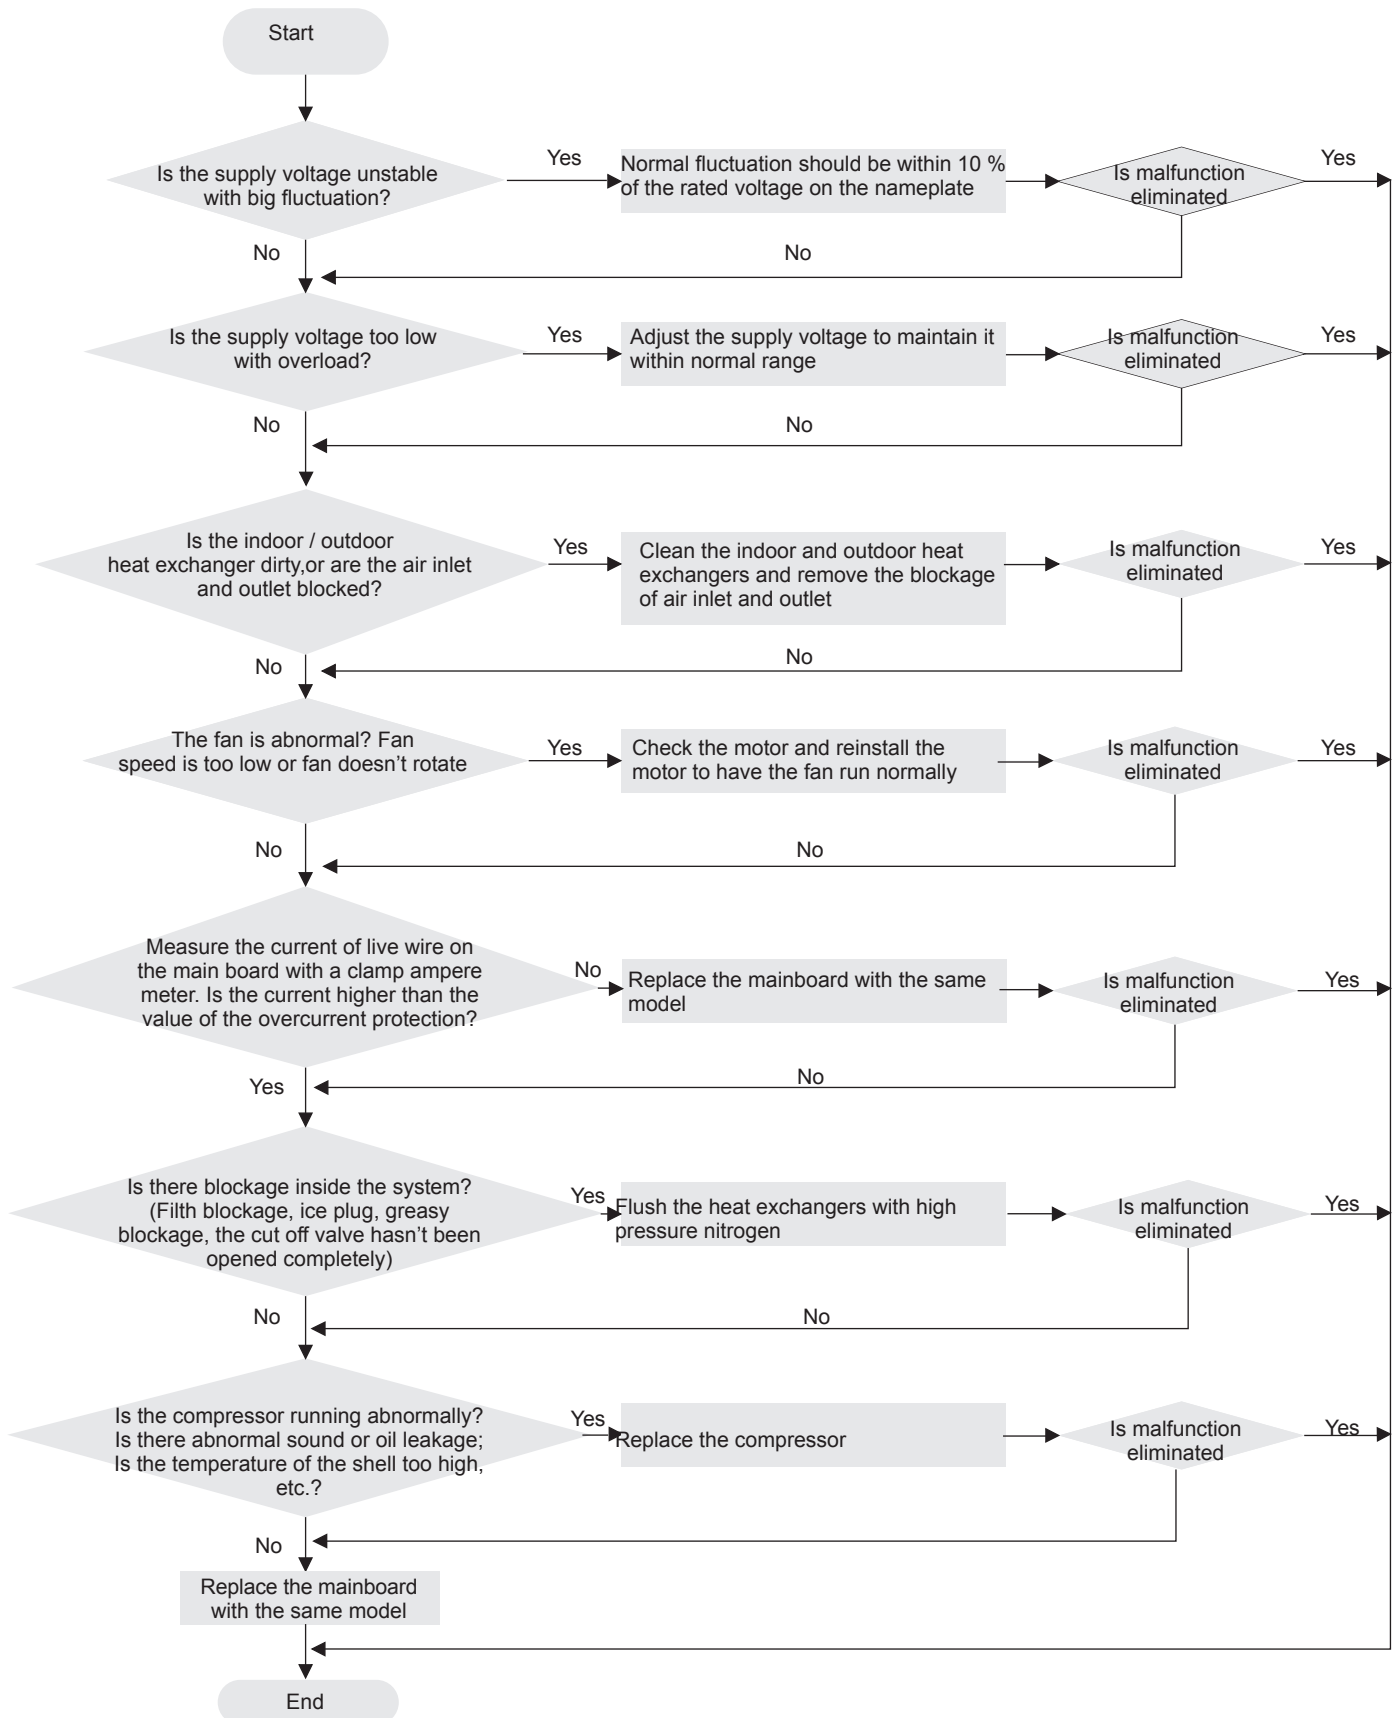 Start
Is the supply voltage unstable
with big fluctuation?
Yes
Normal fluctuation should be within 10 %
of the rated voltage on the nameplate
Is malfunction
eliminated
Yes
No
No
Is the supply voltage too low
with overload?
Yes
Adjust the supply voltage to maintain it
within normal range
Is malfunction
eliminated
Yes
No
No
Is the indoor / outdoor
heat exchanger dirty,or are the air inlet
and outlet blocked?
Yes
Clean the indoor and outdoor heat
exchangers and remove the blockage
of air inlet and outlet
Is malfunction
eliminated
Yes
No
No
The fan is abnormal? Fan
speed is too low or fan doesn't rotate
Yes
Check the motor and reinstall the
motor to have the fan run normally
Is malfunction
eliminated
Yes
No
No
Measure the current of live wire on
the main board with a clamp ampere
meter. Is the current higher than the
value of the overcurrent protection?
No
Replace the mainboard with the same
model
Is malfunction
eliminated
Yes
Yes
No
Is there blockage inside the system?
(Filth blockage, ice plug, greasy
blockage, the cut off valve hasn't been
opened completely)
Yes
Flush the heat exchangers with high
pressure nitrogen
Is malfunction
eliminated
Yes
No
No
Is the compressor running abnormally?
Is there abnormal sound or oil leakage;
Is the temperature of the shell too high,
etc.?
Yes
Replace the compressor
Is malfunction
eliminated
Yes
No
Replace the mainboard
with the same model
End